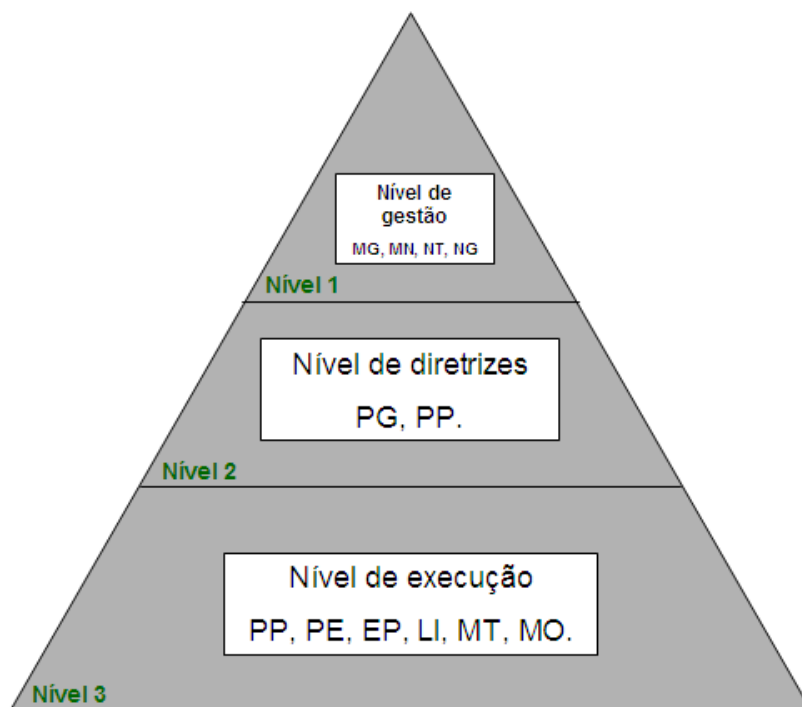 Nível de
gestão
MG, MN, NT, NG
Nível 1
Nível de diretrizes
PG, PP.
Nível 2
Nível de execução
PP, PE, EP, LI, MT, MO.
Nível 3